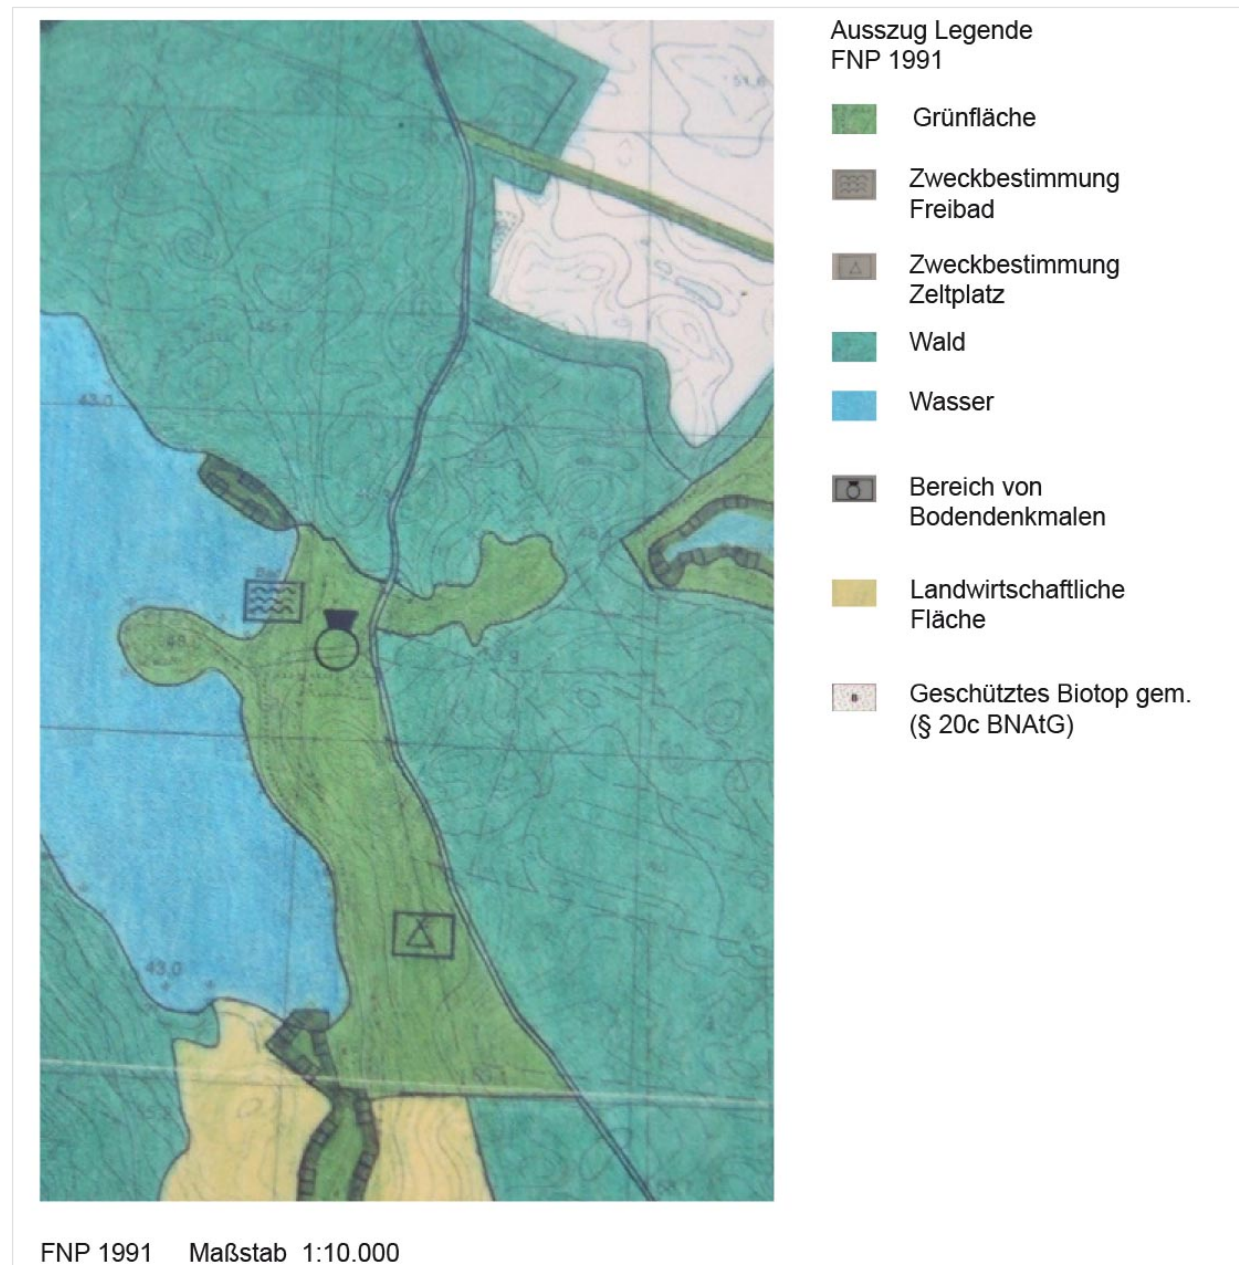 Ausszug Legende
FNP 1991
Grünfläche
Zweckbestimmung
Freibad
Zweckbestimmung
Zeltplatz
Wald
Wasser
Bereich von
Bodendenkmalen
Landwirtschaftliche
Fläche
Geschütztes Biotop gem.
(§ 20c BNAtG)
43.0
43.0
FNP 1991 Maßstab 1:10.000